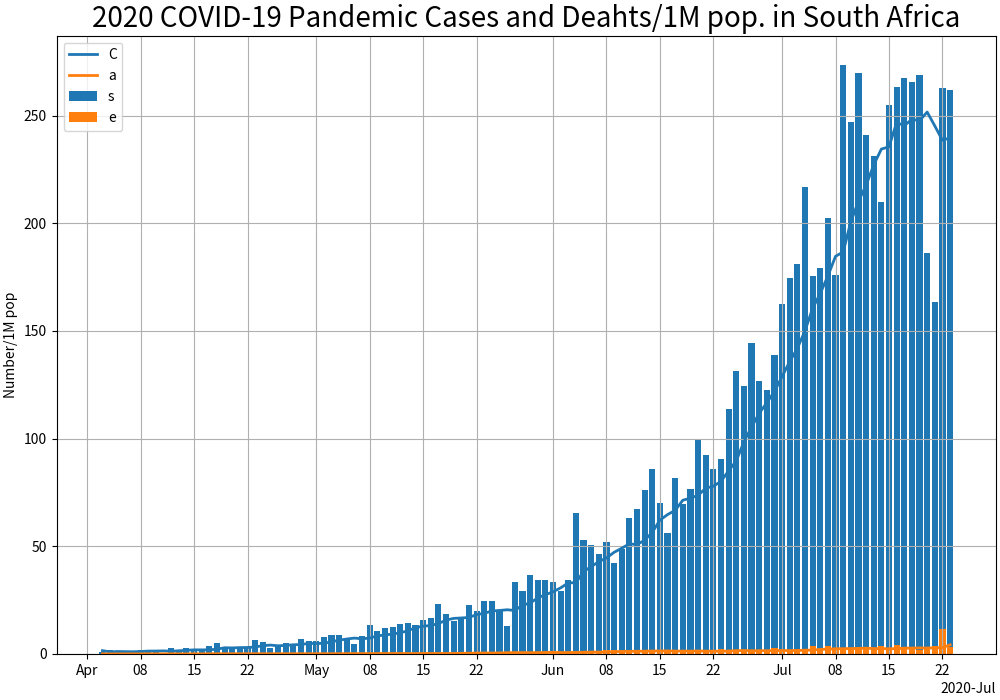 2020 COVID-19 Pandemic Cases and Deahts/1M pop. in South Africa
C
a
s
e
Number/1M pop
250
200
150
100
50
0
Apr 08 15 22 May 08 15 22 Jun 08 15 22 Jul 08 15 22
2020-Jul